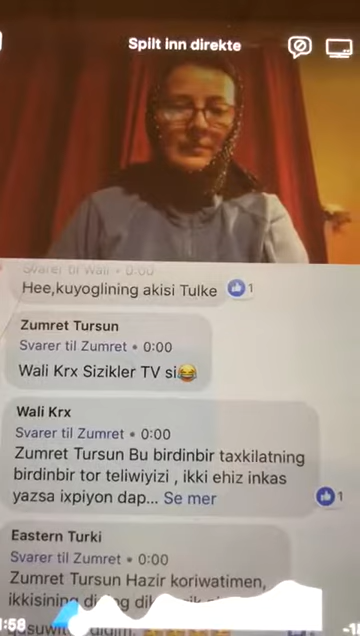 Spilt inn direkte
Svarer til Wali • 0:00
Hee,kuyoglining akisi Tulke
1
Zumret Tursun
Svarer til Zumret • 0:00
Wali Krx Sizikler TV si😂
Wali Krx
Svarer til Zumret • 0:00
Zumret Tursun Bu birdinbir taxkilatning
birdinbir tor teliwiyizi , ikki ehiz inkas
yazsa ixpiyon dap... Se mer
1
Eastern Turki
Svarer til Zumret • 0:00
Zumret Tursun Hazir koriwatimen,
ikkisining
:58